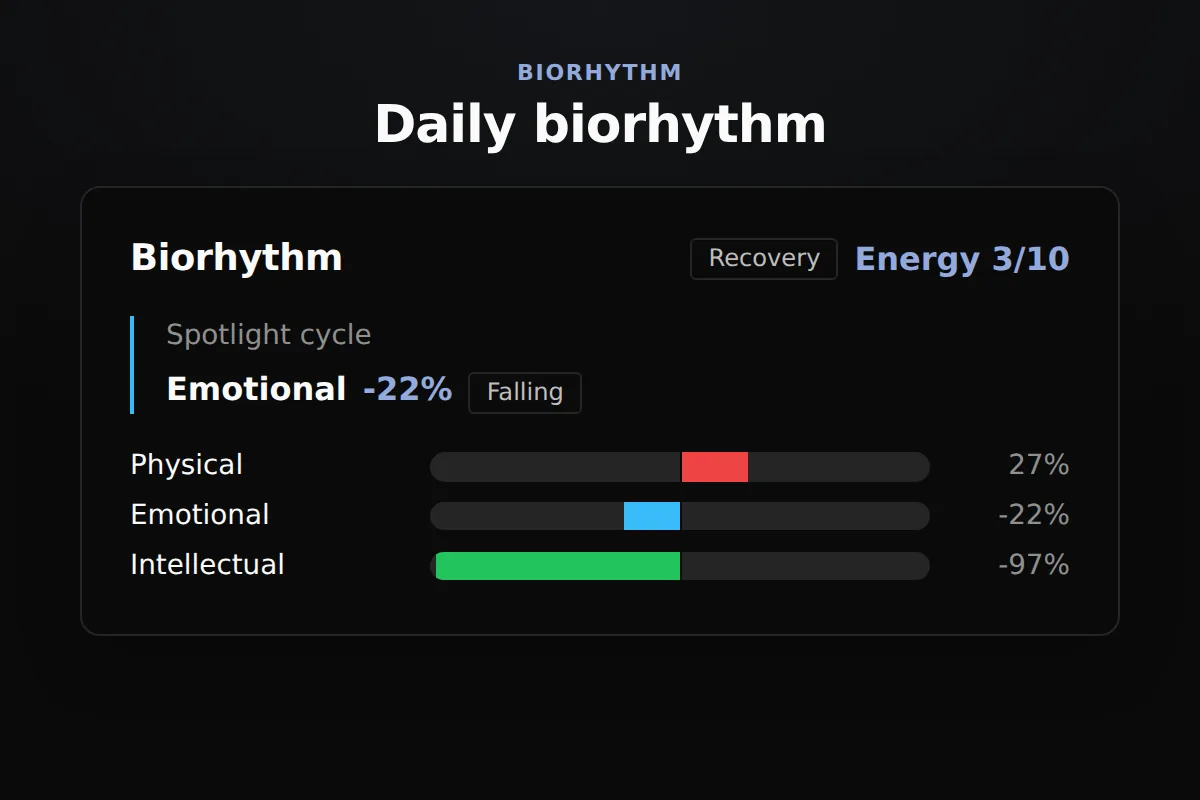 BIORHYTHM
Daily biorhythm
Biorhythm Recovery Energy 3/10
Spotlight cycle
Emotional -22% Falling
Physical 27%
Emotional -22%
Intellectual -97%